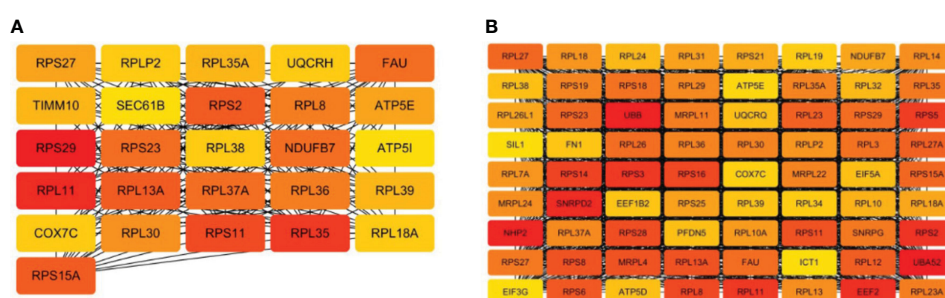 A
RPS27 RPLP2 RPL35A UQCRH FAU
TIMM10 SEC61B RPS2 RPL8 ATP5E
RPS29 RPS23 RPL38 NDUFB7 ATP5I
RPL11 RPL13A RPL37A RPL36 RPL39
COX7C RPL30 RPS11 RPL35 RPL18A
RPS15A
B
RPL27 RPL18 RPL24 RPL31 RPS21 RPL19 NDUFB7 RPL14
RPL38 RPS19 RPS18 RPL29 ATP5E RPL35A RPL32 RPL35
RPL26L1 RPS23 UBB MRPL11 UQCRQ RPL23 RPS29 RPS5
SIL1 FN1 RPL26 RPL36 RPL30 RPLP2 RPL3 RPL27A
RPL7A RPS14 RPS3 RPS16 COX7C MRPL22 EIF5A RPS15A
MRPL24 SNRPD2 EEF1B2 RPS25 RPL39 RPL34 RPL10 RPL18A
NHP2 RPL37A RPS28 PFDN5 RPL10A RPS11 SNRPG RPS2
RPS27 RPS8 MRPL4 RPL13A FAU ICT1 RPL12 UBA52
EIF3G RPS6 ATP5D RPL8 RPL11 RPL13 EEF2 RPL23A